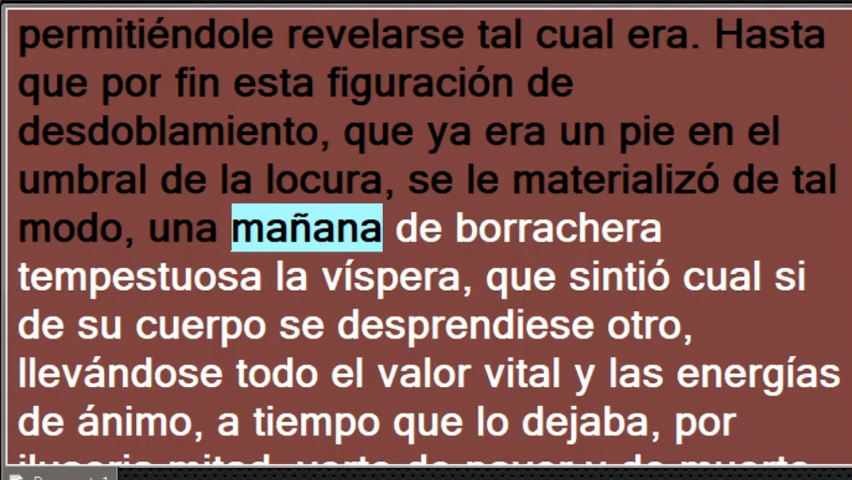 permitiéndole revelarse tal cual era. Hasta
que por fin esta figuración de
desdoblamiento, que ya era un pie en el
umbral de la locura, se le materializó de tal
modo, una mañana de borrachera
tempestuosa la víspera, que sintió cual si
de su cuerpo se desprendiese otro,
llevándose todo el valor vital y las energías
de ánimo, a tiempo que lo dejaba, por